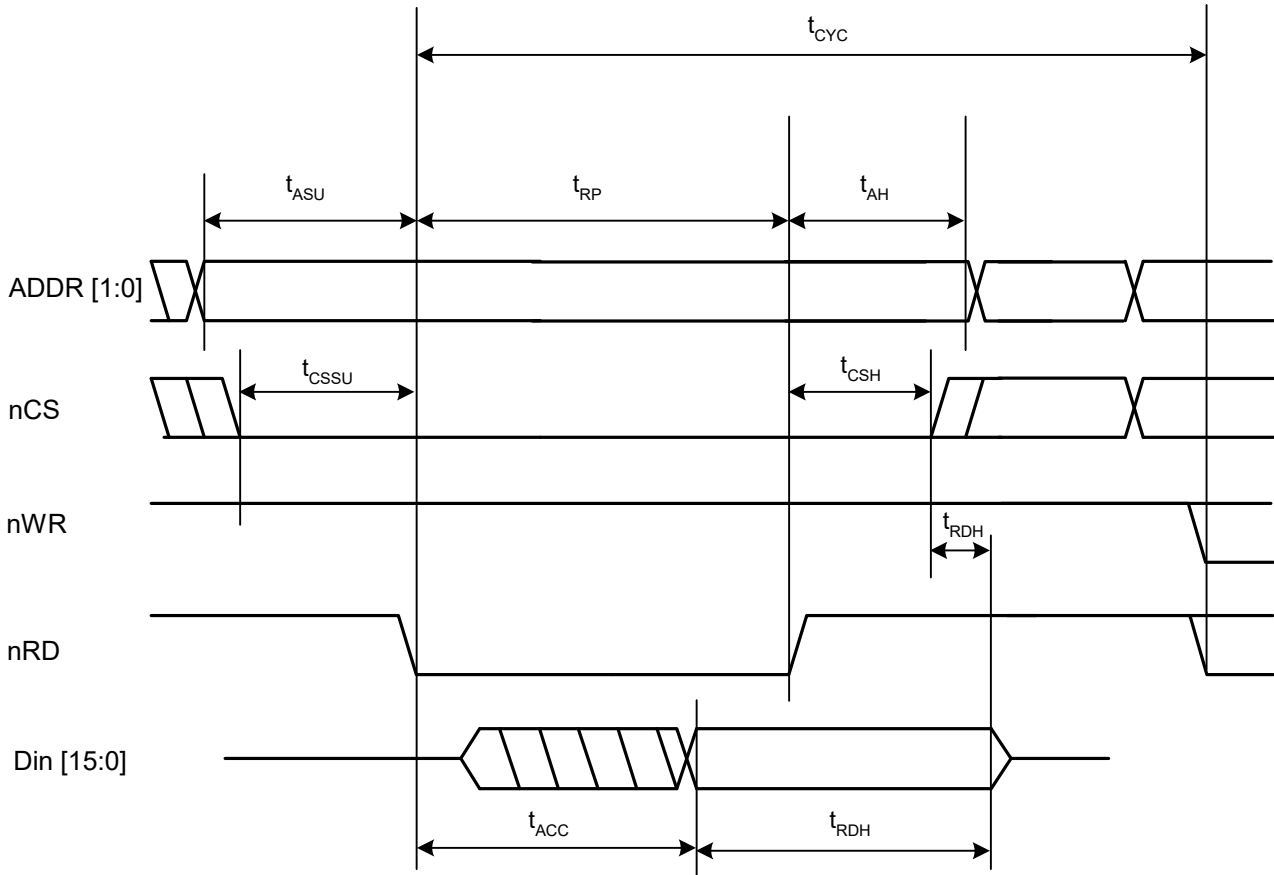 tCYC
tASU
tRP
tAH
ADDR [1:0]
tCSSU
tCSH
nCS
nWR
tRDH
nRD
Din [15:0]
tACC
tRDH